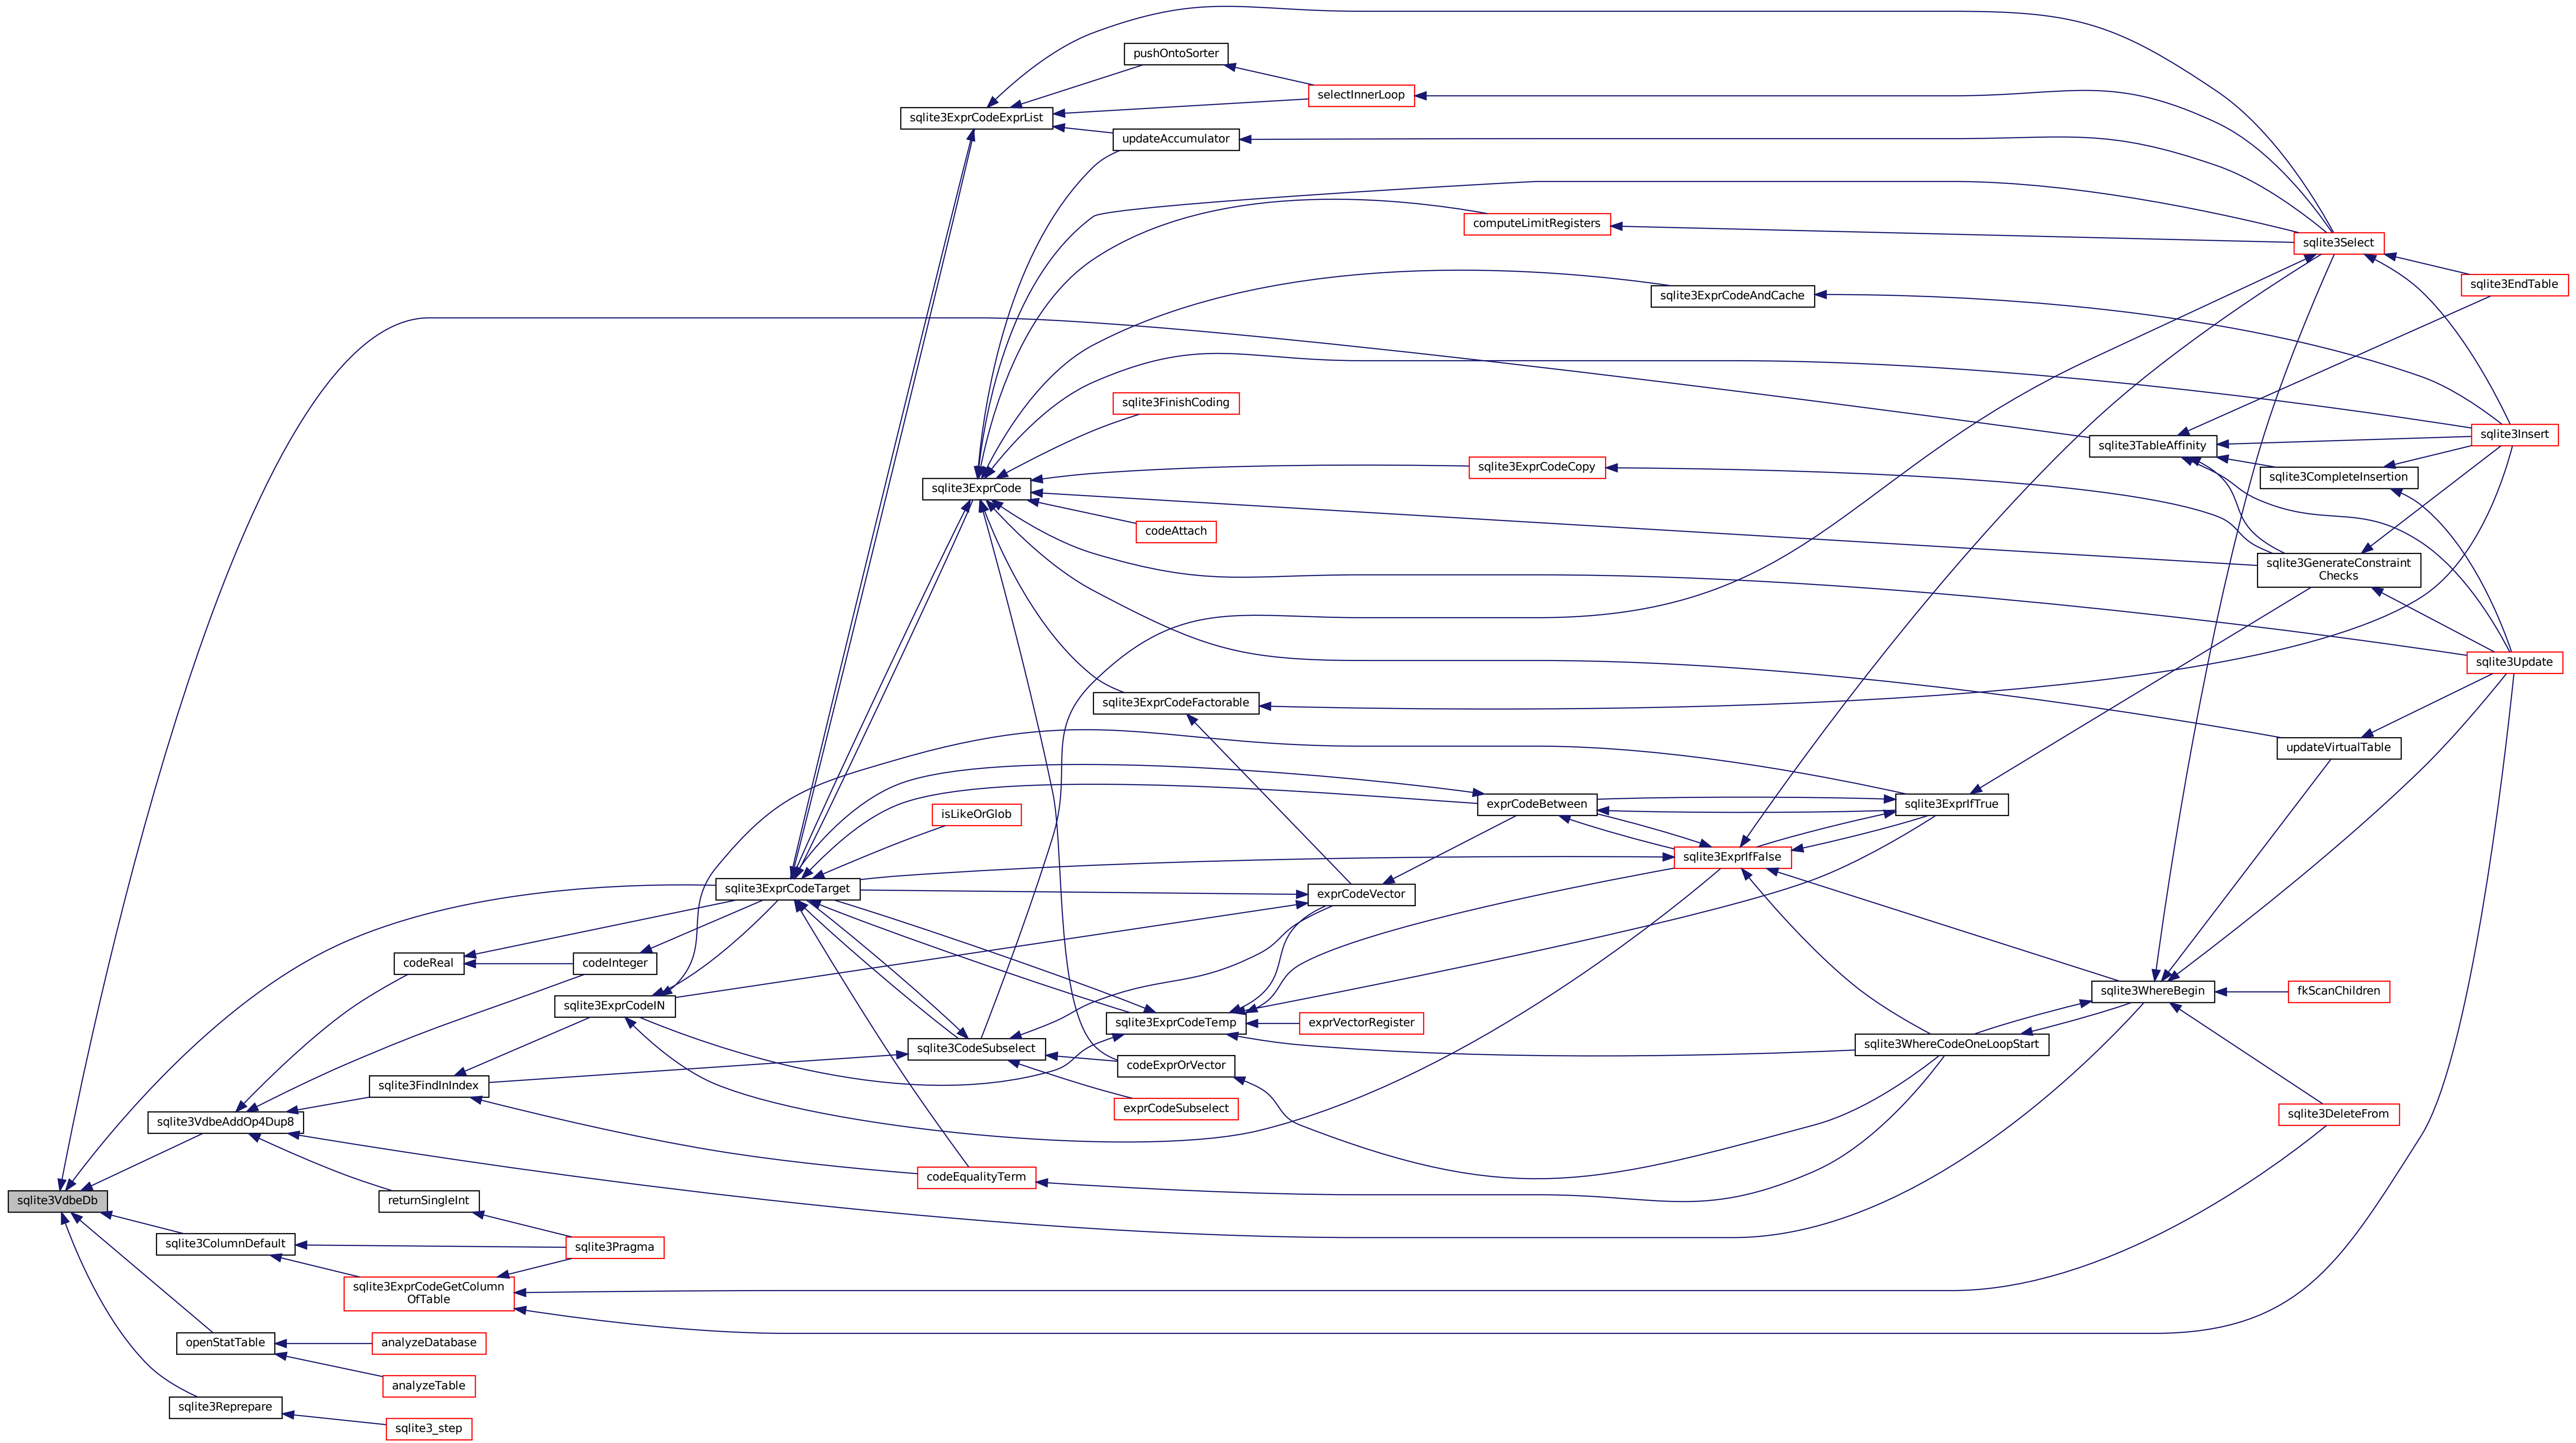 pushOntoSorter
selectInnerLoop
sqlite3ExprCodeExprList
updateAccumulator
computeLimitRegisters
sqlite3Select
sqlite3EndTable
sqlite3ExprCodeAndCache
sqlite3FinishCoding
sqlite3Insert
sqlite3TableAffinity
sqlite3ExprCodeCopy
sqlite3CompleteInsertion
sqlite3ExprCode
codeAttach
sqlite3GenerateConstraint
Checks
sqlite3Update
sqlite3ExprCodeFactorable
updateVirtualTable
exprCodeBetween
sqlite3ExprIfTrue
isLikeOrGlob
sqlite3ExprIfFalse
sqlite3ExprCodeTarget
exprCodeVector
codeReal
codeInteger
sqlite3WhereBegin
fkScanChildren
sqlite3ExprCodeIN
sqlite3ExprCodeTemp
exprVectorRegister
sqlite3WhereCodeOneLoopStart
sqlite3CodeSubselect
codeExprOrVector
sqlite3FindInIndex
exprCodeSubselect
sqlite3DeleteFrom
sqlite3VdbeAddOp4Dup8
codeEqualityTerm
sqlite3VdbeDb
returnSingleInt
sqlite3ColumnDefault
sqlite3Pragma
sqlite3ExprCodeGetColumn
OfTable
openStatTable
analyzeDatabase
analyzeTable
sqlite3Reprepare
sqlite3_step